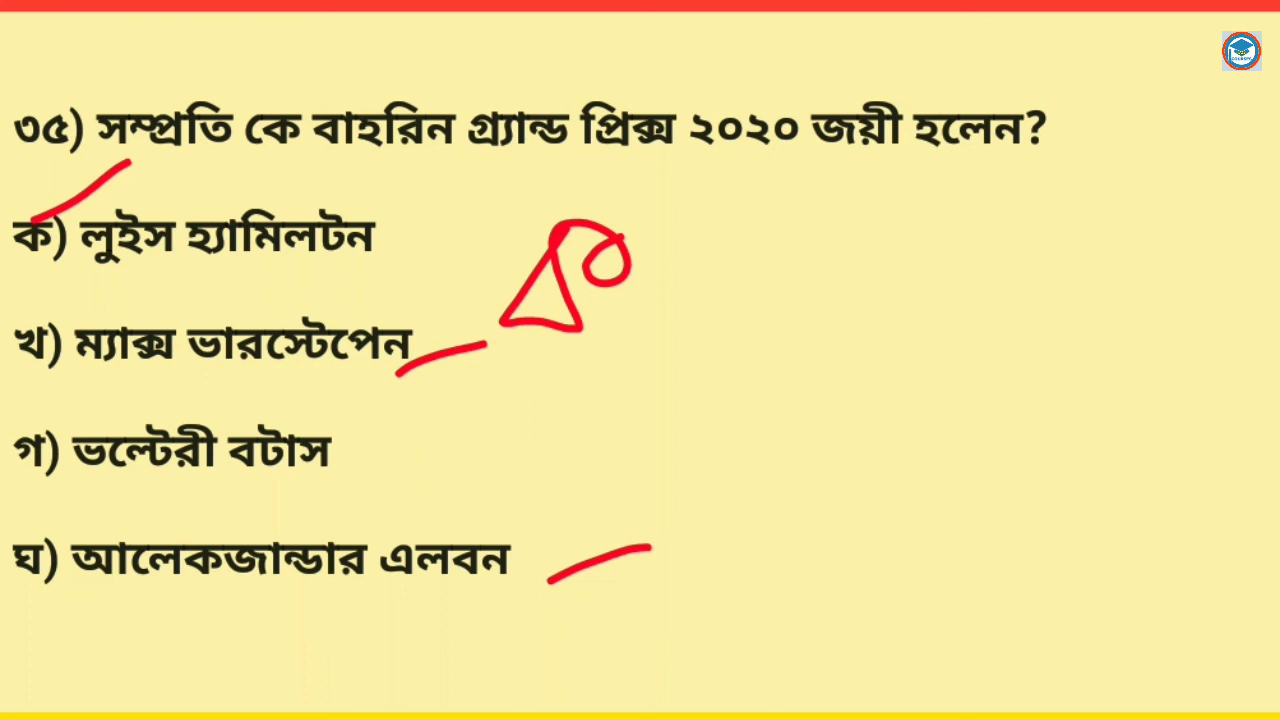 ৩৫) সম্প্রতি কে বাহরিন গ্র্যান্ড প্রিক্স ২০২০ জয়ী হলেন?
ক) লুইস হ্যামিলটন
খ) ম্যাক্স ভারস্টেপেন
গ) ভল্টেরী বটাস
ঘ) আলেকজান্ডার এলবন